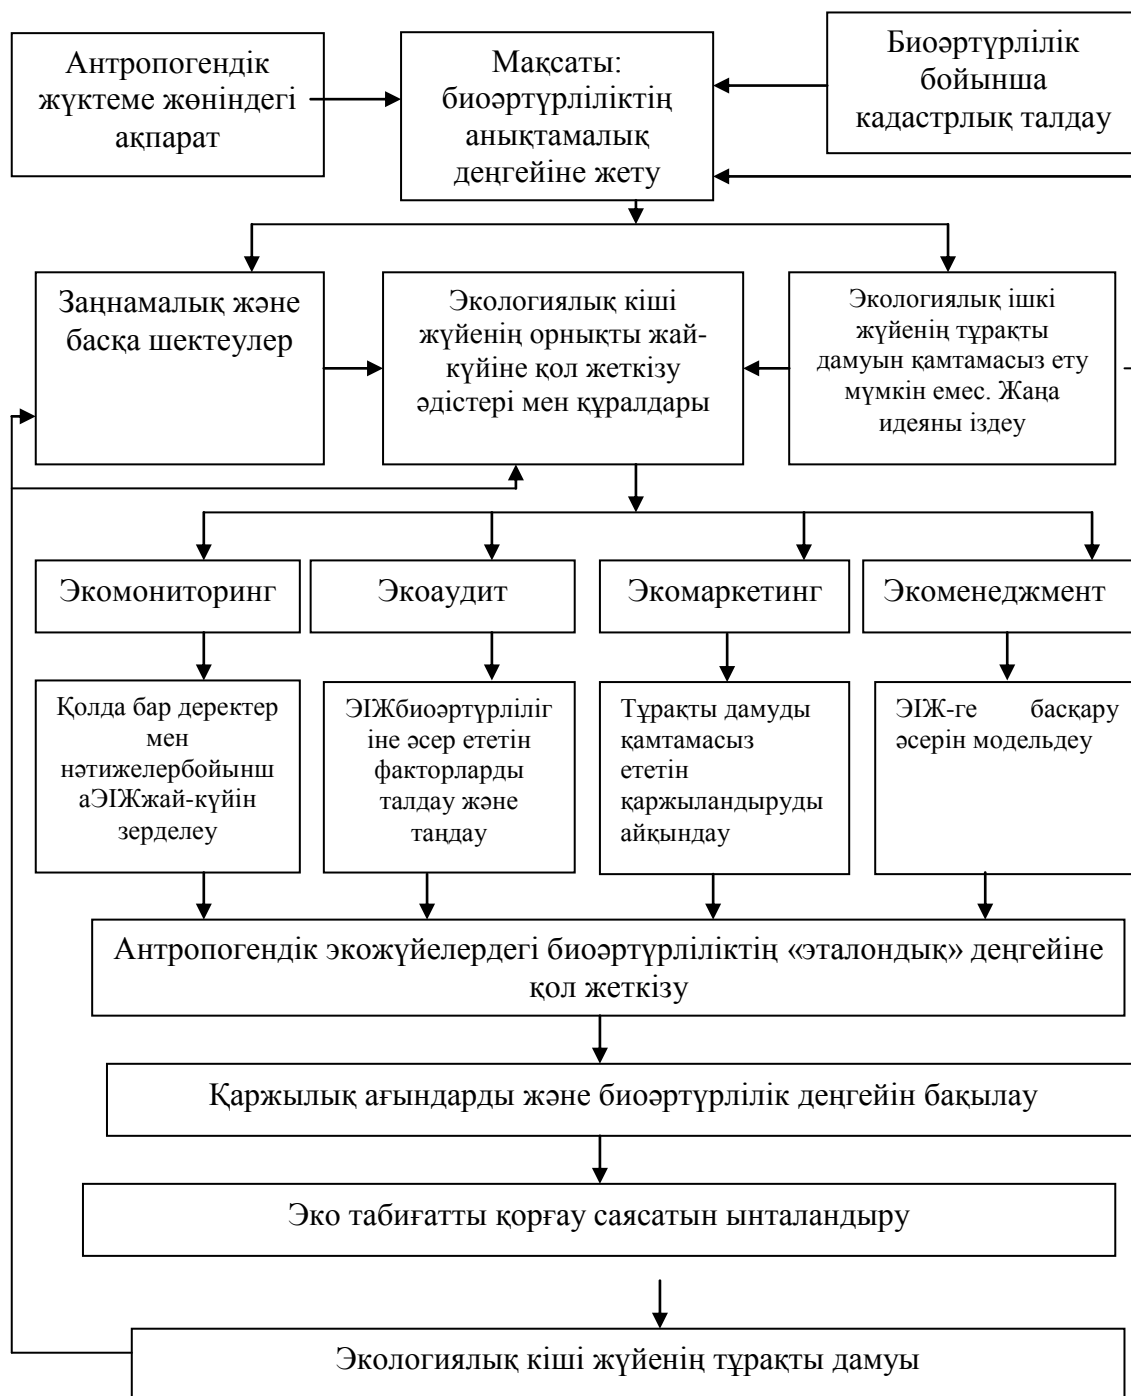 Антропогендік
жүктеме жөніндегі
ақпарат
Мақсаты:
биоәртүрліліктің
анықтамалық
деңгейіне жету
Биоәртүрлілік
бойынша
кадастрлық талдау
Заңнамалық және
басқа шектеулер
Экологиялық кіші
жүйенің орнықты жай-
күйіне қол жеткізу
әдістері мен құралдары
Экологиялық ішкі
жүйенің тұрақты
дамуын қамтамасыз ету
мүмкін емес. Жаңа
идеяны іздеу
Экомониторинг
Экоаудит
Экомаркетинг
Экоменеджмент
Қолда бар деректер
мен
нәтижелербойынш
аЭІЖжай-күйін
зерделеу
ЭІЖбиоәртүрліліг
іне әсер ететін
факторларды
талдау және
таңдау
Тұрақты дамуды
қамтамасыз
ететін
қаржыландыруды
айқындау
ЭІЖ-ге басқару
әсерін модельдеу
Антропогендік экожүйелердегі биоәртүрліліктің «эталондық» деңгейіне
қол жеткізу
Қаржылық ағындарды және биоәртүрлілік деңгейін бақылау
Эко табиғатты қорғау саясатын ынталандыру
Экологиялық кіші жүйенің тұрақты дамуы